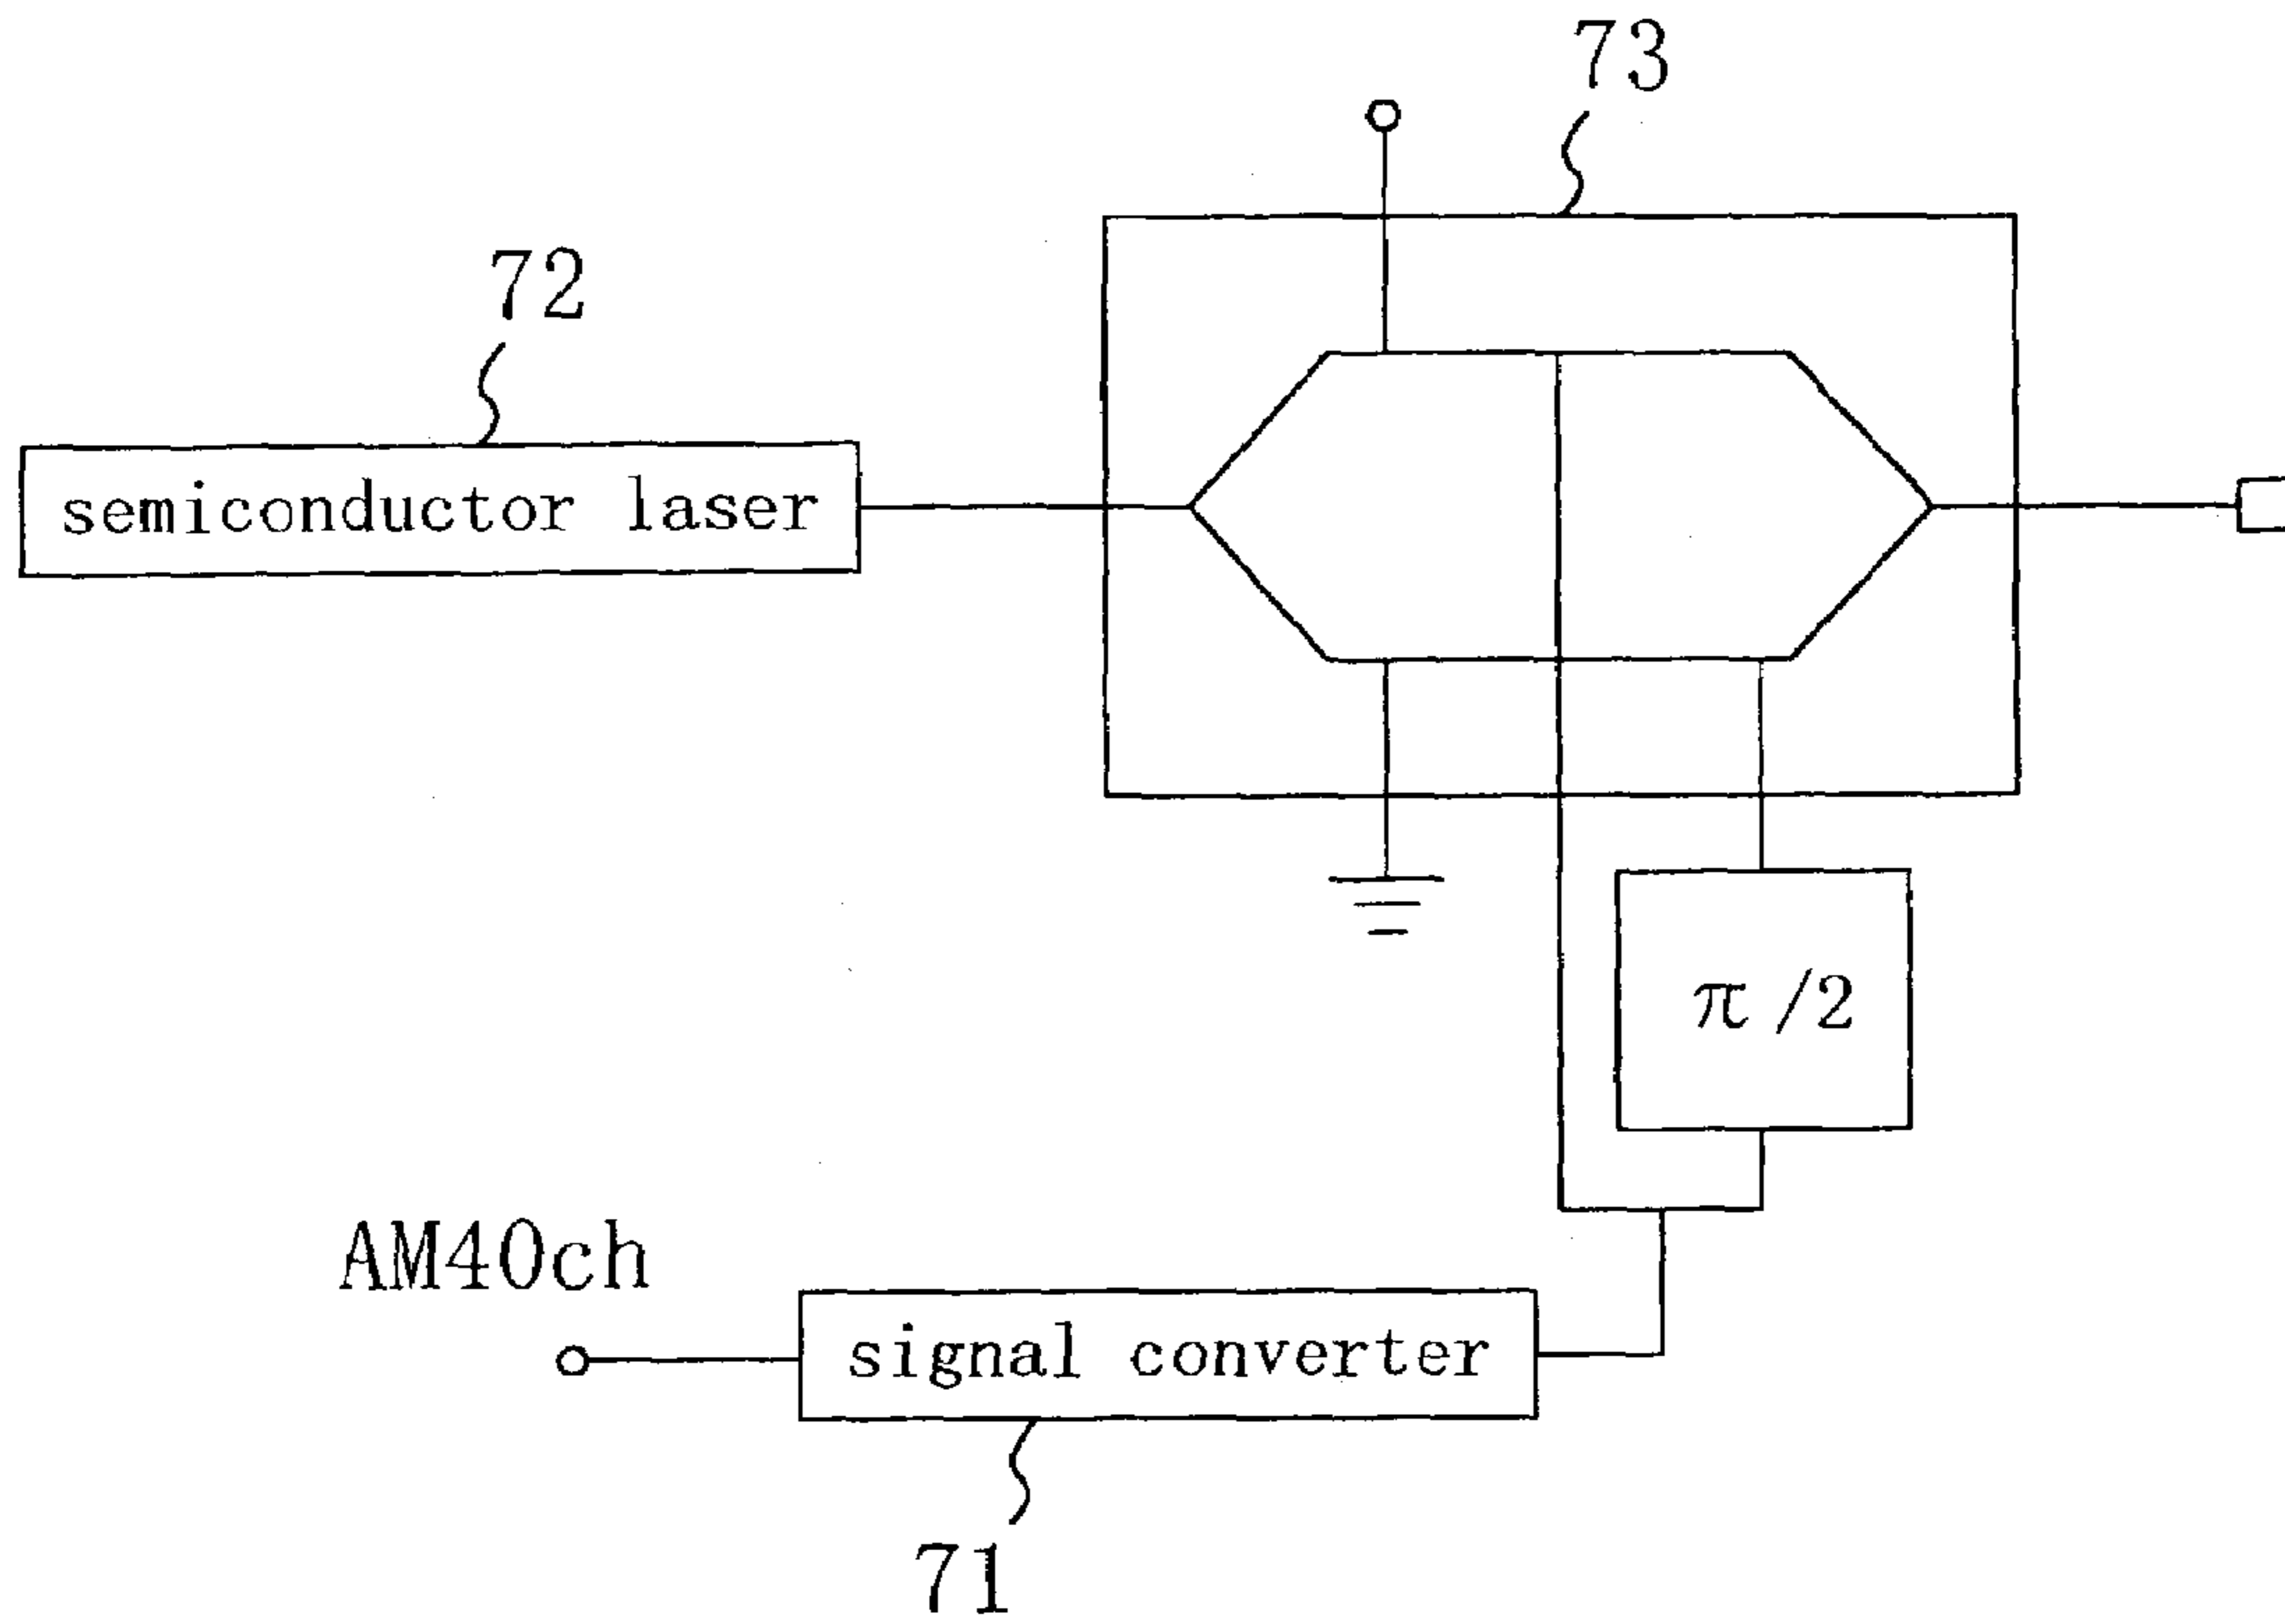 73
72
semiconductor laser
π/2
AM40ch
signal converter
71